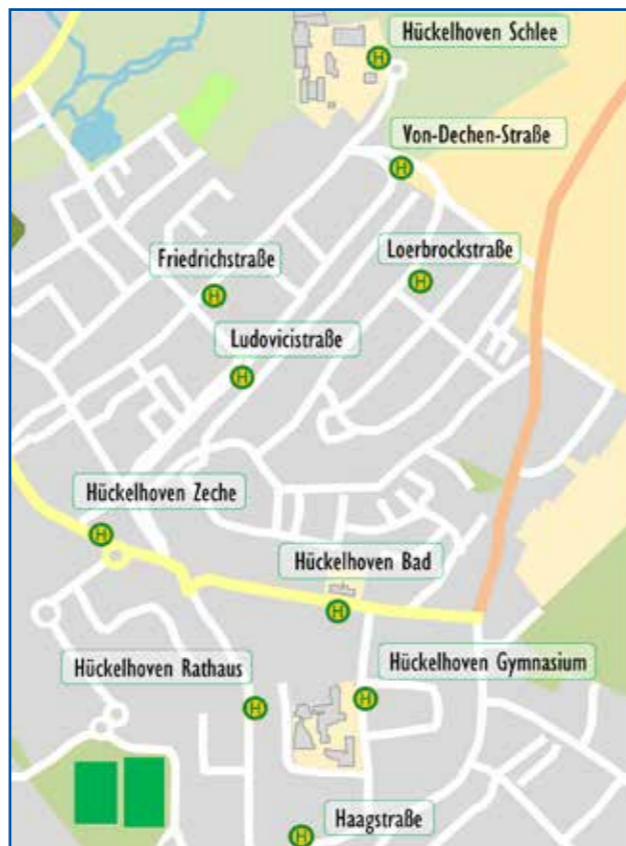 Hückelhoven Schlee
H
Von-Dechen-Straße
H
Friedrichstraße
H
Loerbrockstraße
H
Ludovicistraße
H
Hückelhoven Zeche
H
Hückelhoven Bad
H
Hückelhoven Rathaus
H
Hückelhoven Gymnasium
H
Haagstraße
H